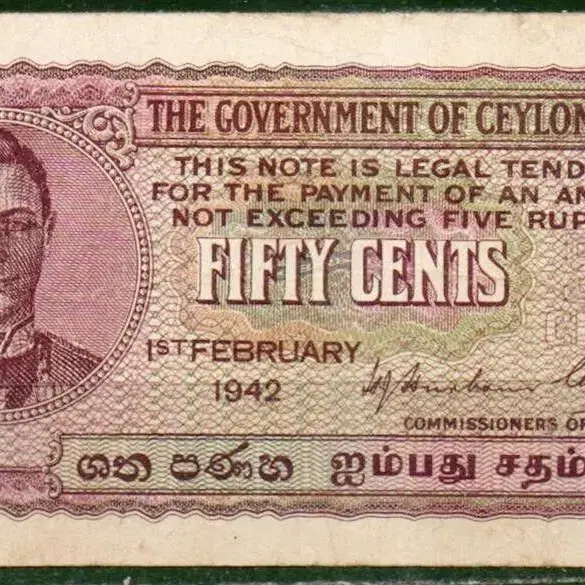 THE GOVERNMENT OF CEYLON
THIS NOTE IS LEGAL TEND
FOR THE PAYMENT OF AN A
NOT EXCEEDING FIVE RUP
FIFTY CENTS
1ST FEBRUARY
1942
COMMISSIONERS OF
ශත පණහ ஐம்பது சதம்